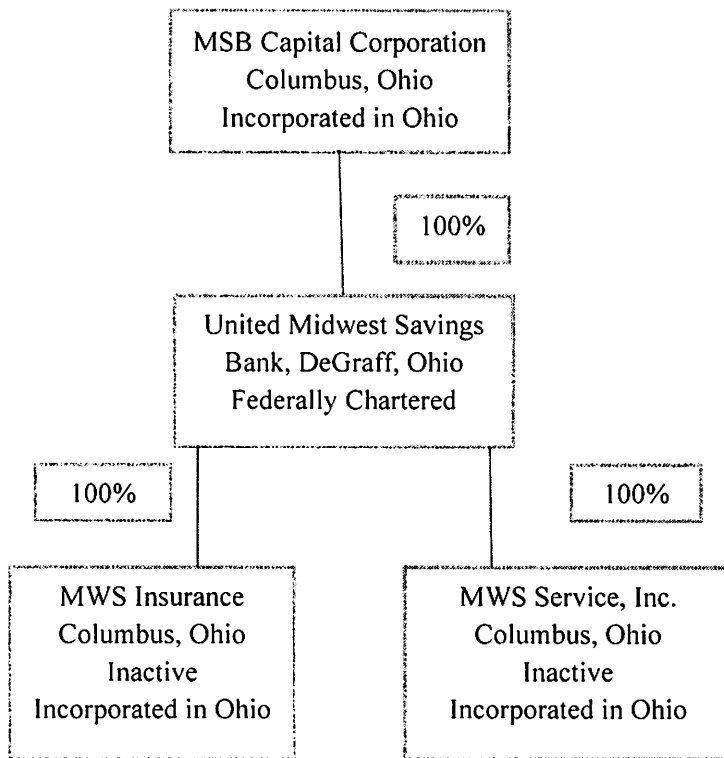 MSB Capital Corporation
Columbus, Ohio
Incorporated in Ohio
100%
United Midwest Savings
Bank, DeGraff, Ohio
Federally Chartered
100%
100%
MWS Insurance
Columbus, Ohio
Inactive
Incorporated in Ohio
MWS Service, Inc.
Columbus, Ohio
Inactive
Incorporated in Ohio